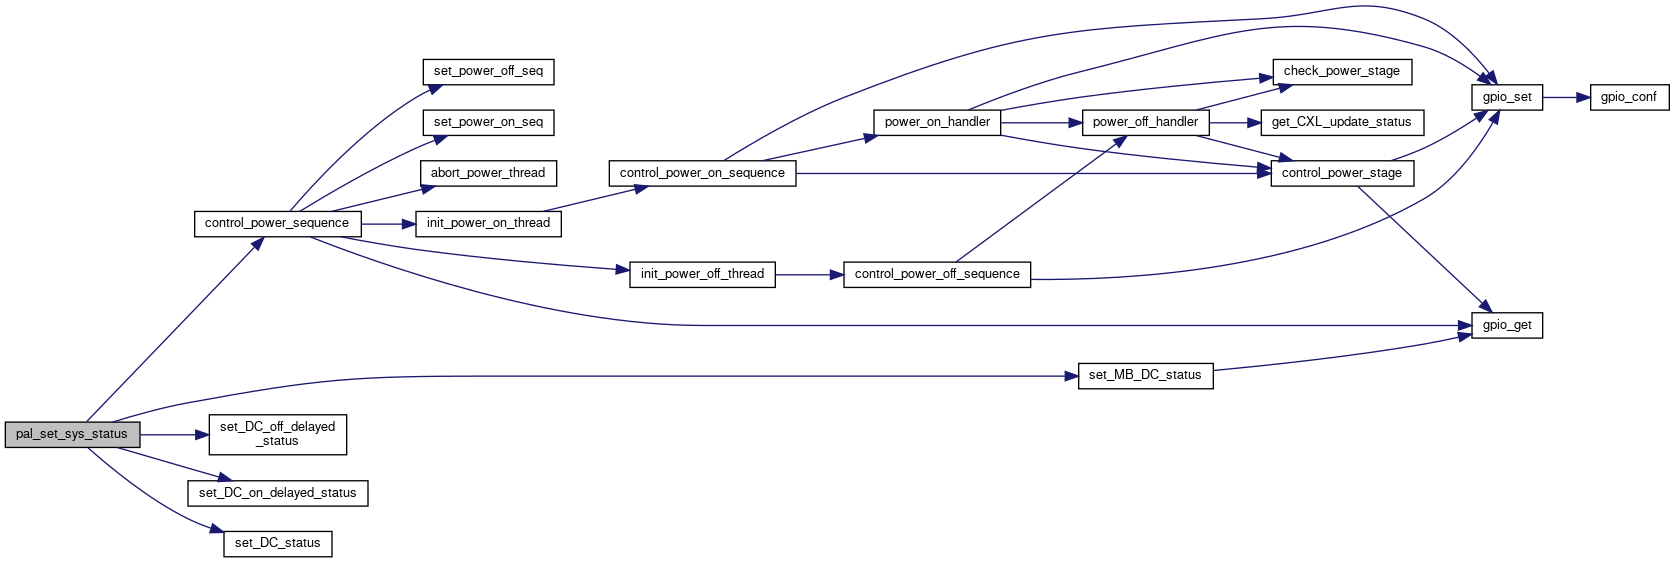 set_power_off_seq
check_power_stage
gpio_set
gpio_conf
set_power_on_seq
power_on_handler
power_off_handler
get_CXL_update_status
abort_power_thread
control_power_on_sequence
control_power_stage
control_power_sequence
init_power_on_thread
init_power_off_thread
control_power_off_sequence
gpio_get
set_MB_DC_status
pal_set_sys_status
set_DC_off_delayed
_status
set_DC_on_delayed_status
set_DC_status